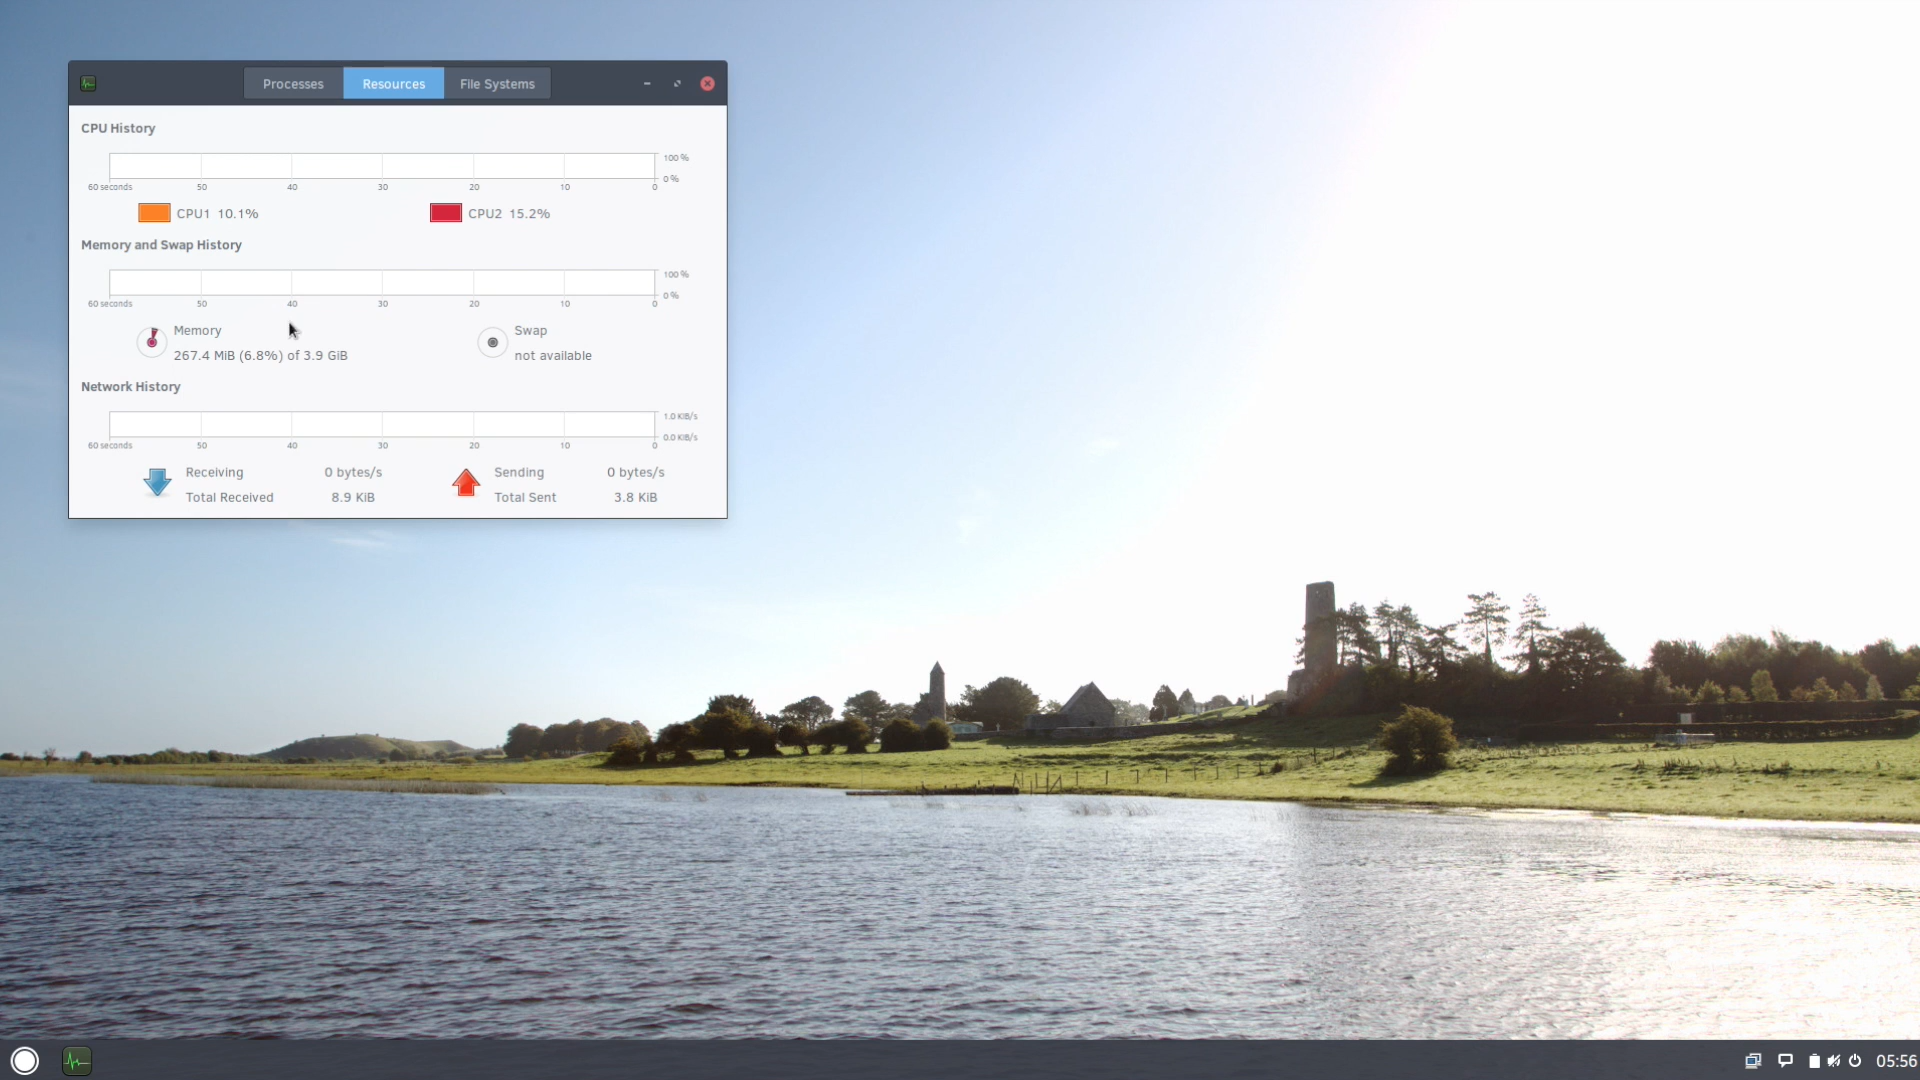 Processes Resources File Systems
CPU History
100 %
0 %
60 seconds 50 40 30 20 10 0
CPU1 10.1% CPU2 15.2%
Memory and Swap History
100 %
0 %
60 seconds 50 40 30 20 10 0
Memory Swap
267.4 MiB (6.8%) of 3.9 GiB not available
Network History
1.0 KiB/s
0.0 KiB/s
60 seconds 50 40 30 20 10 0
Receiving 0 bytes/s Sending 0 bytes/s
Total Received 8.9 KiB Total Sent 3.8 KiB
05:56